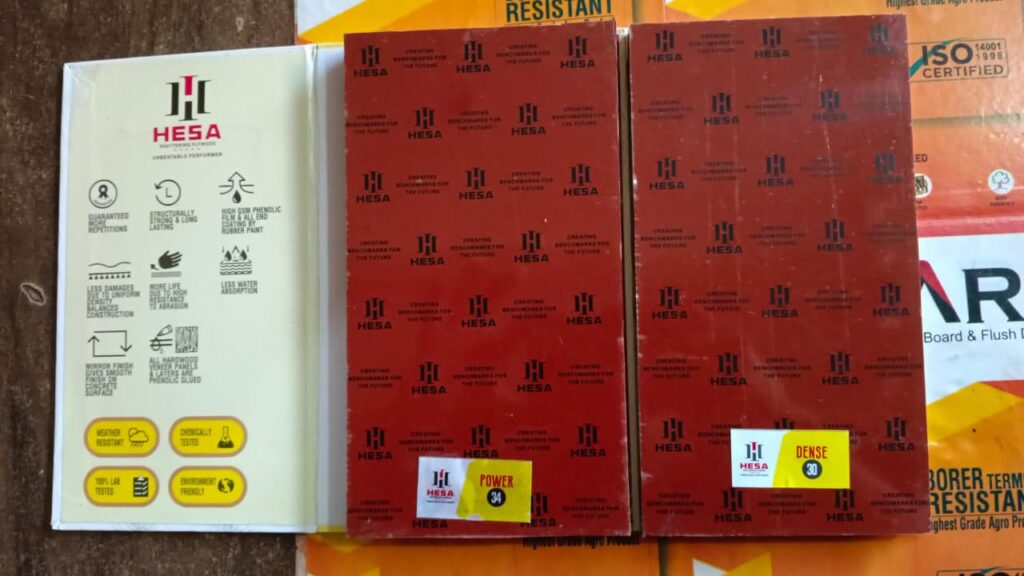 HESA
SHUTTERING PLYWOOD
UNBEATABLE PERFORMER
GUARANTEED
MORE
REPETITIONS
STRUCTURALLY
STRONG & LONG
LASTING
HIGH GSM PHENOLIC
FILM & ALL END
COATING BY
RUBBER PAINT
LESS DAMAGES
DUE TO UNIFORM
DENSITY
BALANCED
CONSTRUCTION
MORE LIFE
DUE TO HIGH
RESISTANCE
TO ABRASION
LESS WATER
ABSORPTION
MIRROR FINISH
GIVES SMOOTH
FINISH ON
CONCRETE
SURFACE
ALL HARDWOOD
VENEER PANELS
& LAYERS ARE
PHENOLIC GLUED
WEATHER
RESISTANT
CHEMICALLY
TESTED
100% LAB
TESTED
ENVIRONMENT
FRIENDLY
HESA
CREATING
BENCHMARKS FOR
THE FUTURE
HESA
POWER
34
HESA
DENSE
30
RESISTANT
Highest Grade Agro Product
ISO 14001
1996
CERTIFIED
AR
Board & Flush
BORER TERM
RESISTAN
Highest Grade Agro Product
ISO